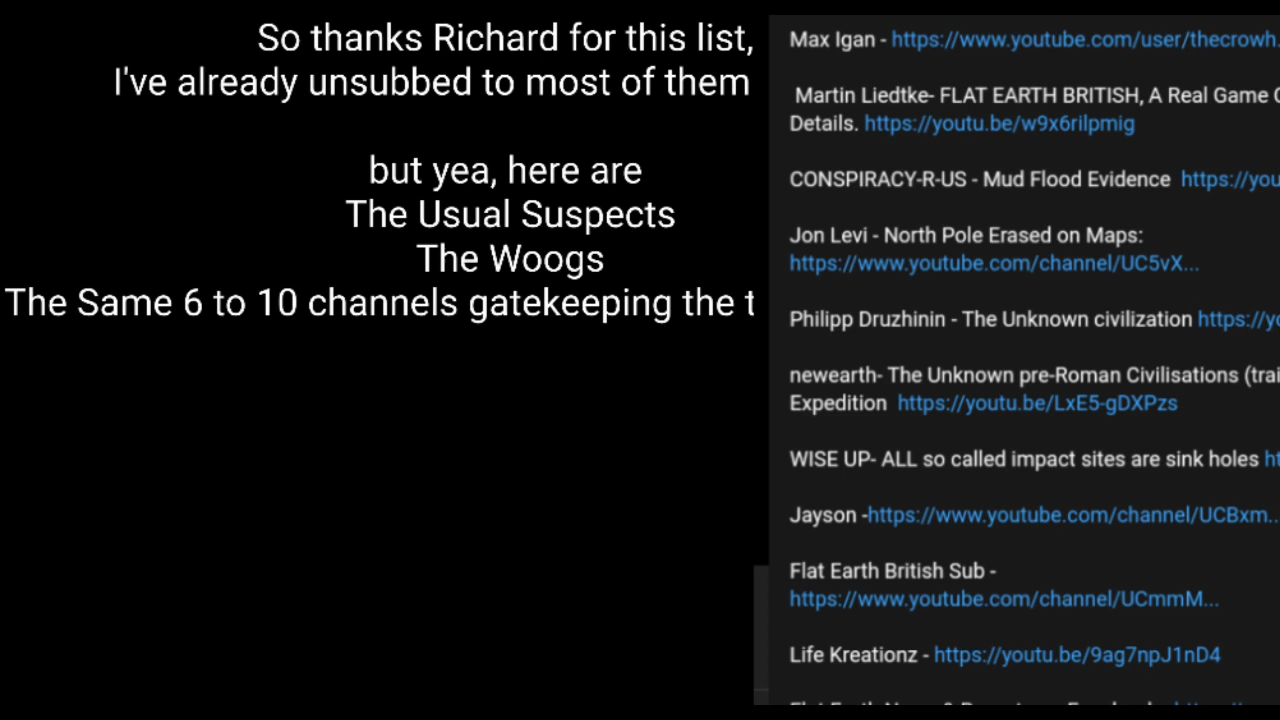 So thanks Richard for this list,
I've already unsubbed to most of them
but yea, here are
The Usual Suspects
The Woogs
The Same 6 to 10 channels gatekeeping the t
Max Igan - https://www.youtube.com/user/thecrowh
Martin Liedtke- FLAT EARTH BRITISH, A Real Game
Details. https://youtu.be/w9x6rilpmig
CONSPIRACY-R-US - Mud Flood Evidence https://you
Jon Levi - North Pole Erased on Maps:
https://www.youtube.com/channel/UC5vX...
Philipp Druzhinin - The Unknown civilization https://yo
newearth- The Unknown pre-Roman Civilisations (trai
Expedition https://youtu.be/LxE5-gDXPzs
WISE UP- ALL so called impact sites are sink holes ht
Jayson -https://www.youtube.com/channel/UCBxm...
Flat Earth British Sub -
https://www.youtube.com/channel/UCmmM...
Life Kreationz - https://youtu.be/9ag7npJ1nD4